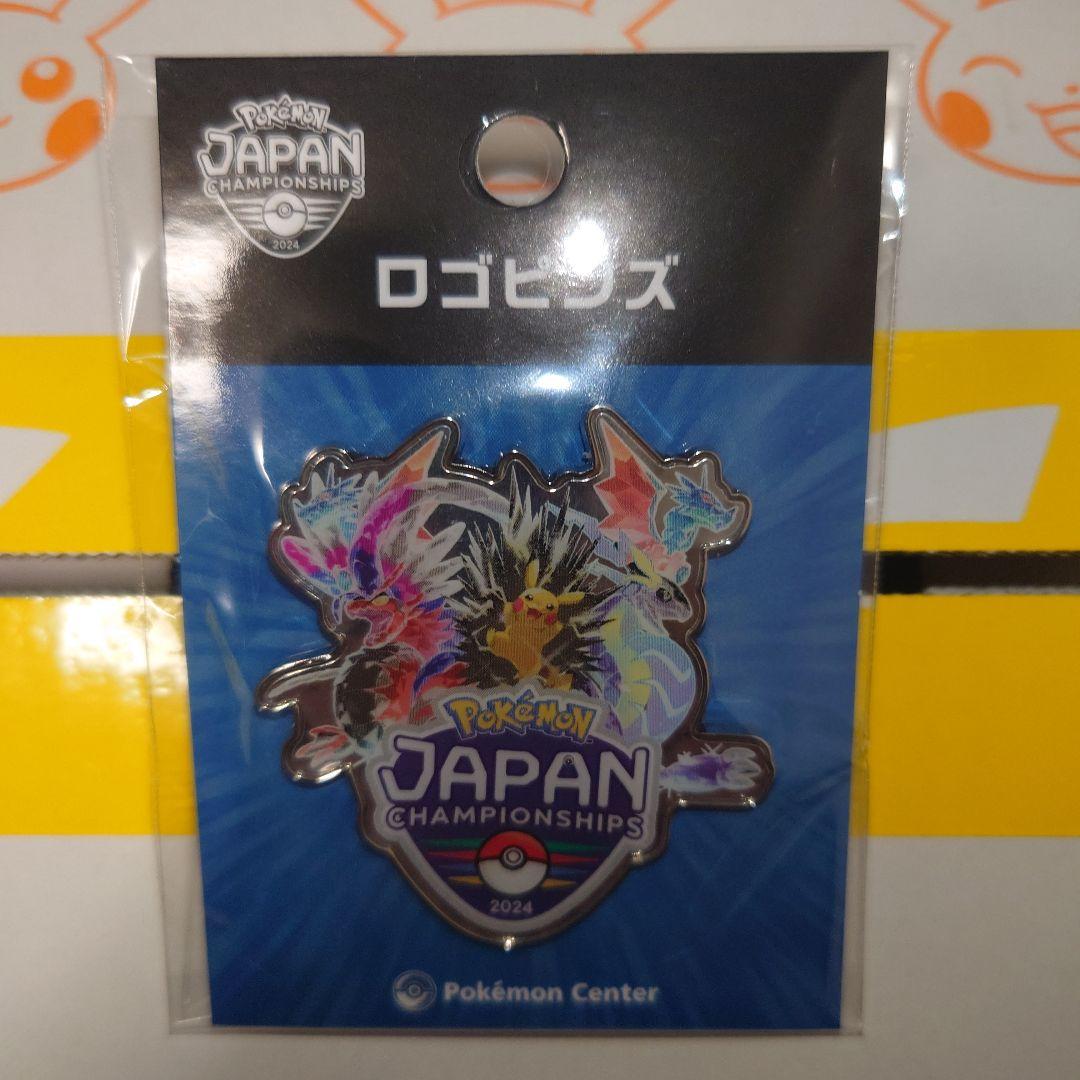 Pokémon
JAPAN
CHAMPIONSHIPS
2024
ロゴピンズ
Pokémon
JAPAN
CHAMPIONSHIPS
2024
Pokémon Center